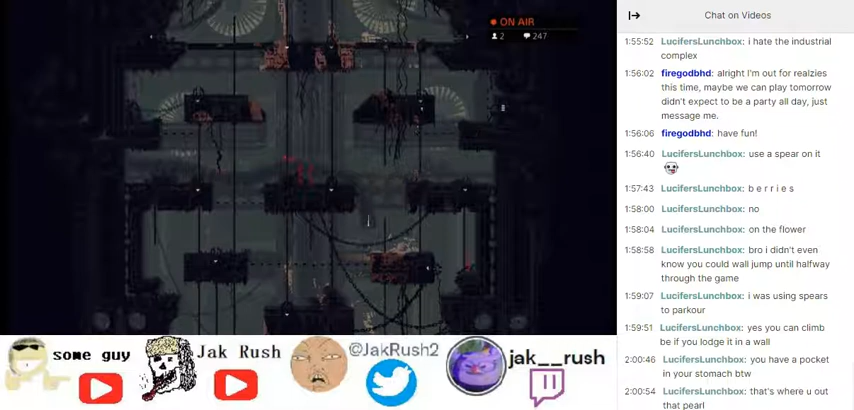 ON AIR
2 247
some guy
Jak Rush
@JakRush2
jak__rush
Chat on Videos
1:55:52 LucifersLunchbox: i hate the industrial
complex
1:56:02 firegodbhd: alright I'm out for realzies
this time, maybe we can play tomorrow
didn't expect to be a party all day, just
message me.
1:56:06 firegodbhd: have fun!
1:56:40 LucifersLunchbox: use a spear on it
1:57:43 LucifersLunchbox: b e r r i e s
1:58:00 LucifersLunchbox: no
1:58:04 LucifersLunchbox: on the flower
1:58:58 LucifersLunchbox: bro i didn't even
know you could wall jump until halfway
through the game
1:59:07 LucifersLunchbox: i was using spears
to parkour
1:59:51 LucifersLunchbox: yes you can climb
be if you lodge it in a wall
2:00:46 LucifersLunchbox: you have a pocket
in your stomach btw
2:00:54 LucifersLunchbox: that's where u out
that pearl